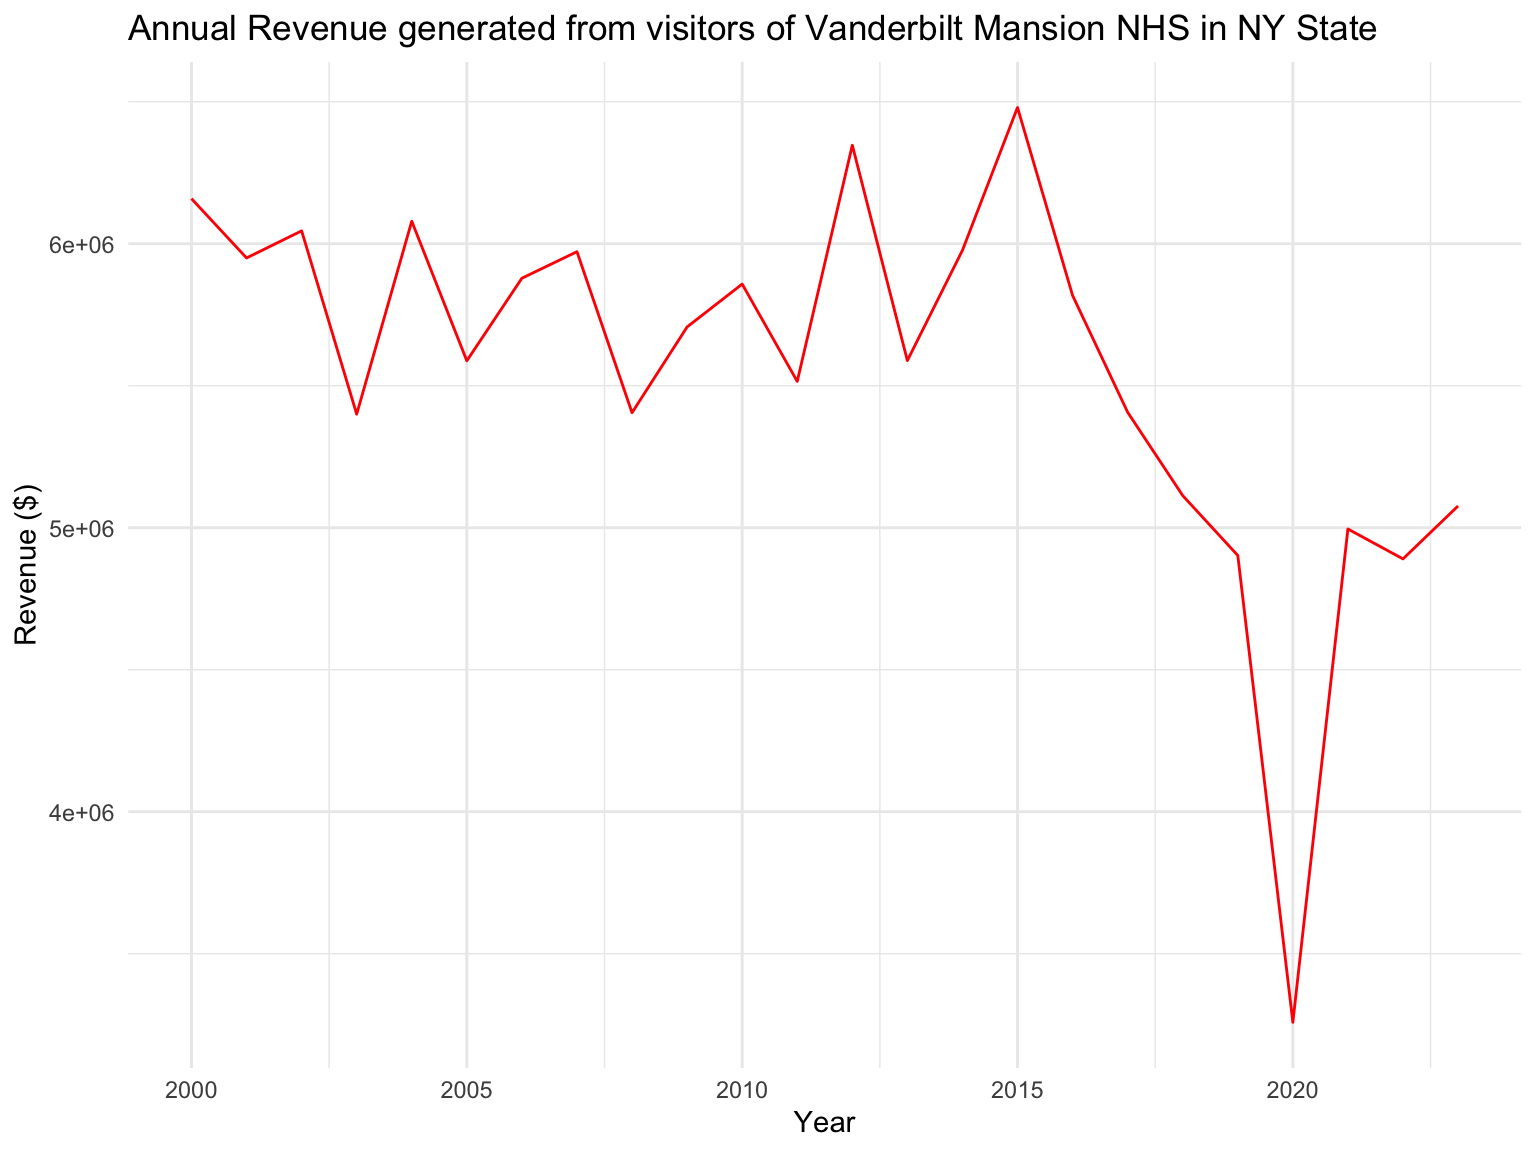 Annual Revenue generated from visitors of Vanderbilt Mansion NHS in NY State
Revenue ($)
6e+06
5e+06
4e+06
2000 2005 2010 2015 2020
Year